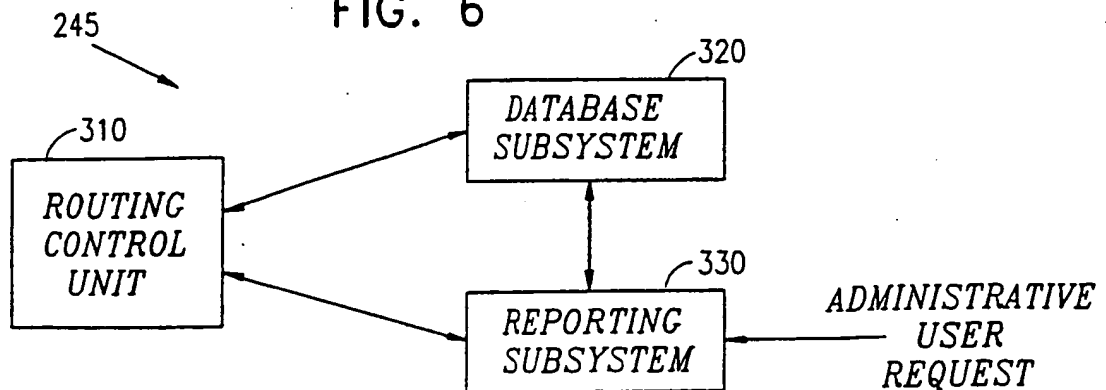 FIG. 6
245
320
DATABASE
SUBSYSTEM
310
ROUTING
CONTROL
UNIT
330
REPORTING
SUBSYSTEM
ADMINISTRATIVE
USER
REQUEST